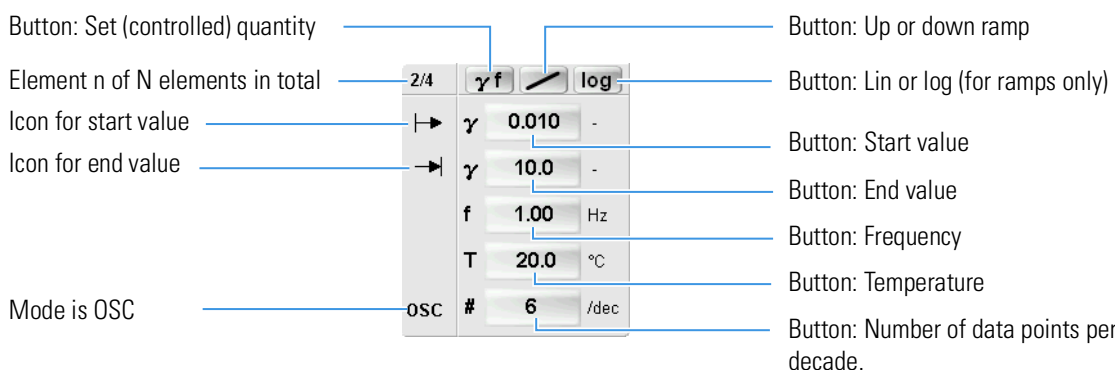 Button: Set (controlled) quantity
Button: Up or down ramp
Element n of N elements in total
2/4 γ f log
Button: Lin or log (for ramps only)
Icon for start value
γ 0.010 -
Button: Start value
Icon for end value
γ 10.0 -
Button: End value
f 1.00 Hz
Button: Frequency
T 20.0 °C
Button: Temperature
Mode is OSC
OSC # 6 /dec
Button: Number of data points per
decade.